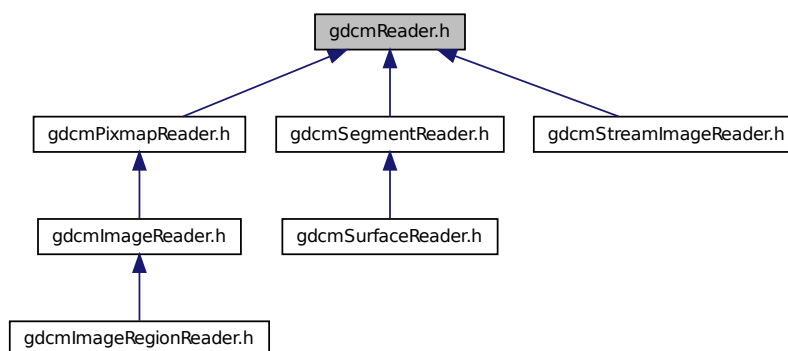 gdcmReader.h
gdcmPixmapReader.h
gdcmSegmentReader.h
gdcmStreamImageReader.h
gdcmImageReader.h
gdcmSurfaceReader.h
gdcmImageRegionReader.h